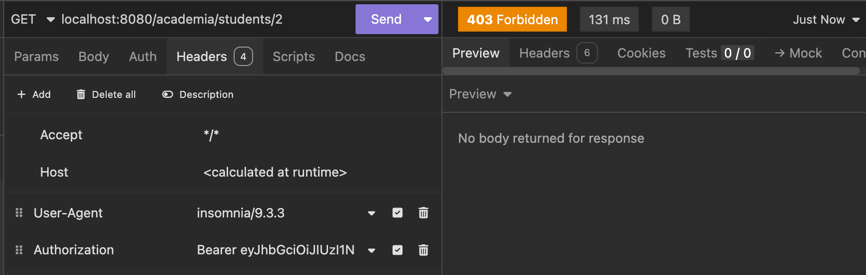 GET localhost:8080/academia/students/2 Send 403 Forbidden 131 ms 0 B Just Now
Params Body Auth Headers 4 Scripts Docs
Preview Headers 6 Cookies Tests 0 / 0 → Mock Con
+ Add Delete all Description
Preview
Accept */*
No body returned for response
Host <calculated at runtime>
User-Agent insomnia/9.3.3
Authorization Bearer eyJhbGciOiJIUzI1N